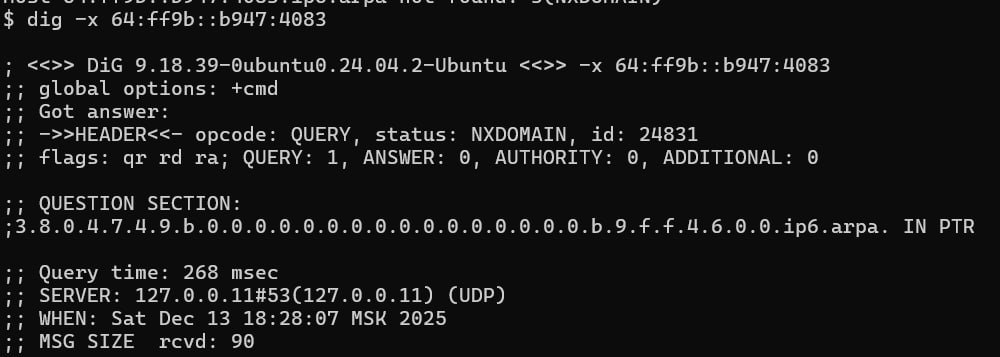 not found: 3(NXDOMAIN)
$ dig -x 64:ff9b::b947:4083
; <<>> DiG 9.18.39-0ubuntu0.24.04.2-Ubuntu <<>> -x 64:ff9b::b947:4083
;; global options: +cmd
;; Got answer:
;; ->>HEADER<<- opcode: QUERY, status: NXDOMAIN, id: 24831
;; flags: qr rd ra; QUERY: 1, ANSWER: 0, AUTHORITY: 0, ADDITIONAL: 0
;; QUESTION SECTION:
;3.8.0.4.7.4.9.b.0.0.0.0.0.0.0.0.0.0.0.0.0.0.0.0.b.9.f.f.4.6.0.0.ip6.arpa. IN PTR
;; Query time: 268 msec
;; SERVER: 127.0.0.11#53(127.0.0.11) (UDP)
;; WHEN: Sat Dec 13 18:28:07 MSK 2025
;; MSG SIZE  rcvd: 90